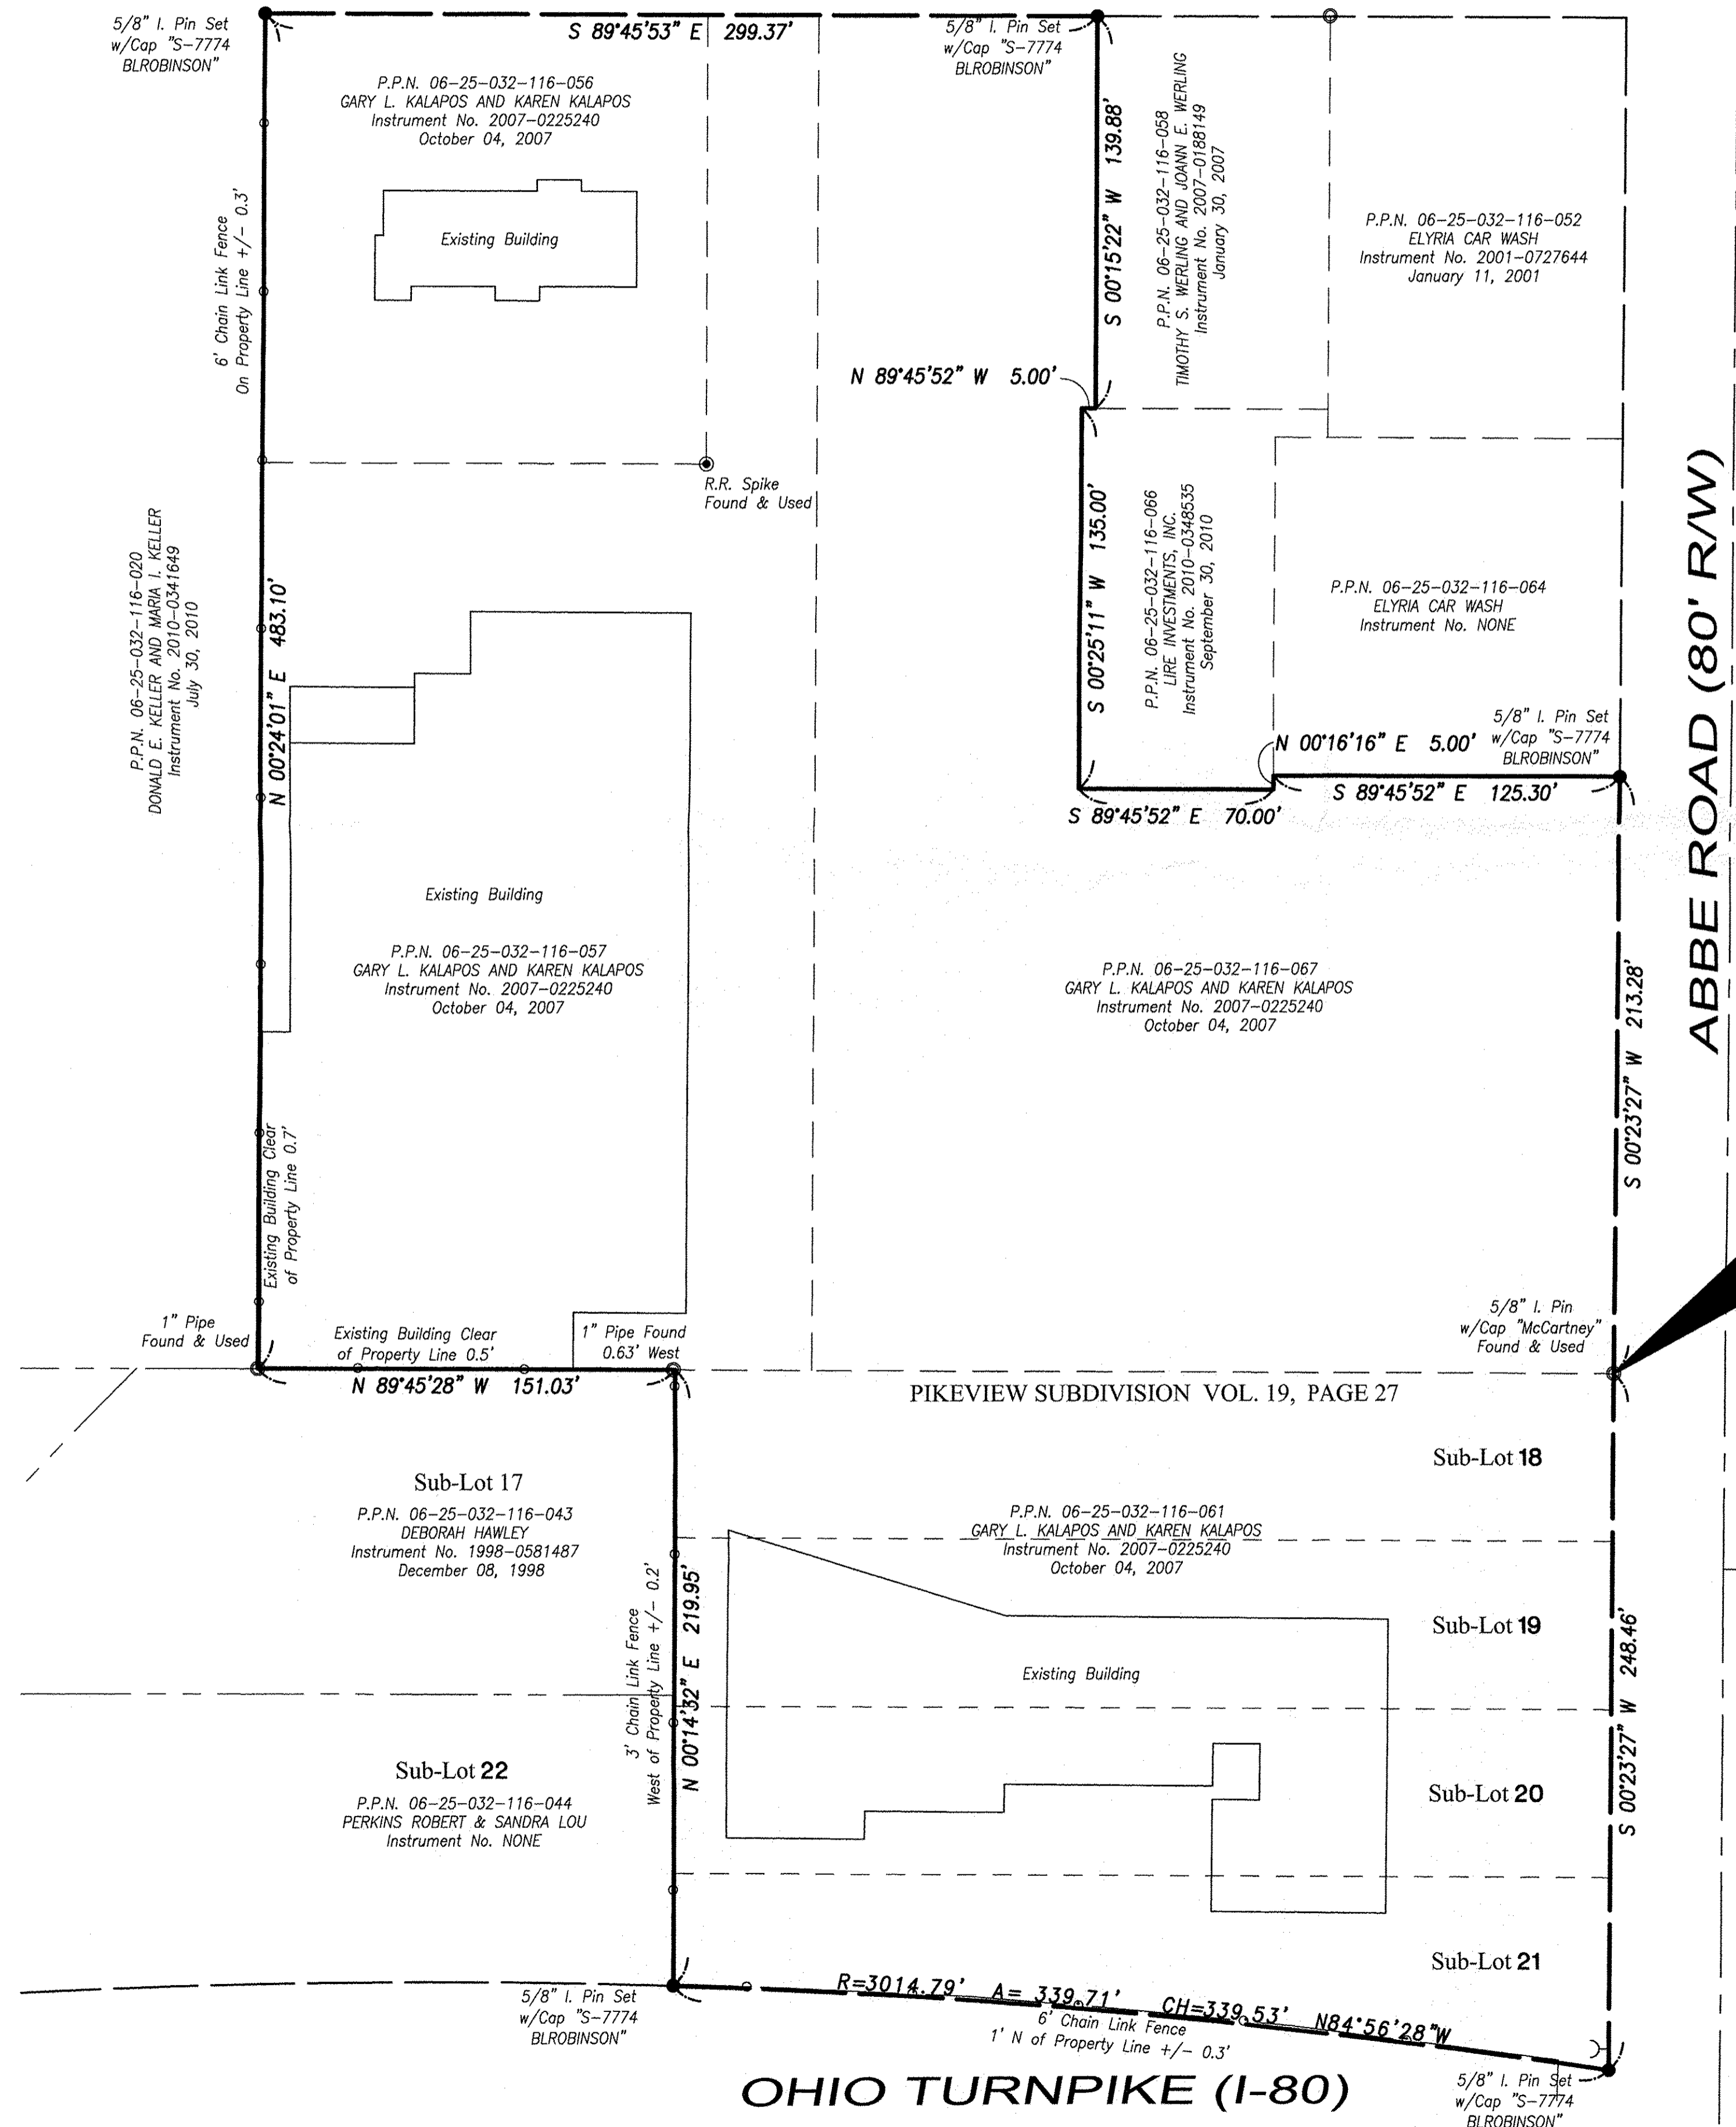 5/8" I. Pin Set
w/Cap "S-7774
BLROBINSON"
S 89°45'53" E 299.37'
5/8" I. Pin Set
w/Cap "S-7774
BLROBINSON"
P.P.N. 06-25-032-116-056
GARY L. KALAPOS AND KAREN KALAPOS
Instrument No. 2007-0225240
October 04, 2007
Existing Building
6' Chain Link Fence
On Property Line +/- 0.3'
S 00°15'22" W 139.88'
P.P.N. 06-25-032-116-058
TIMOTHY S. WERLING AND JOANN E. WERLING
Instrument No. 2007-0188149
January 30, 2007
P.P.N. 06-25-032-116-052
ELYRIA CAR WASH
Instrument No. 2001-0727644
January 11, 2001
N 89°45'52" W 5.00'
R.R. Spike
Found & Used
P.P.N. 06-25-032-116-020
DONALD E. KELLER AND MARIA I. KELLER
Instrument No. 2010-0341649
July 30, 2010
N 00°24'01" E 483.10'
S 00°25'11" W 135.00'
P.P.N. 06-25-032-116-066
LIRE INVESTMENTS, INC.
Instrument No. 2010-0348535
September 30, 2010
P.P.N. 06-25-032-116-064
ELYRIA CAR WASH
Instrument No. NONE
ABBE ROAD (80' R/W)
5/8" I. Pin Set
w/Cap "S-7774
BLROBINSON"
N 00°16'16" E 5.00'
S 89°45'52" E 125.30'
S 89°45'52" E 70.00'
Existing Building
P.P.N. 06-25-032-116-057
GARY L. KALAPOS AND KAREN KALAPOS
Instrument No. 2007-0225240
October 04, 2007
P.P.N. 06-25-032-116-067
GARY L. KALAPOS AND KAREN KALAPOS
Instrument No. 2007-0225240
October 04, 2007
S 00°23'27" W 213.28'
Existing Building Clear
of Property Line 0.7'
1" Pipe
Found & Used
Existing Building Clear
of Property Line 0.5'
1" Pipe Found
0.63' West
5/8" I. Pin
w/Cap "McCartney"
Found & Used
N 89°45'28" W 151.03'
PIKEVIEW SUBDIVISION VOL. 19, PAGE 27
Sub-Lot 18
Sub-Lot 17
P.P.N. 06-25-032-116-043
DEBORAH HAWLEY
Instrument No. 1998-0581487
December 08, 1998
P.P.N. 06-25-032-116-061
GARY L. KALAPOS AND KAREN KALAPOS
Instrument No. 2007-0225240
October 04, 2007
3' Chain Link Fence
West of Property Line +/- 0.2'
N 00°14'32" E 219.95'
Sub-Lot 19
Existing Building
S 00°23'27" W 248.46'
Sub-Lot 22
P.P.N. 06-25-032-116-044
PERKINS ROBERT & SANDRA LOU
Instrument No. NONE
Sub-Lot 20
Sub-Lot 21
R=3014.79' A= 339.71' CH=339.53' N84°56'28"W
6' Chain Link Fence
1' N of Property Line +/- 0.3'
5/8" I. Pin Set
w/Cap "S-7774
BLROBINSON"
OHIO TURNPIKE (I-80)
5/8" I. Pin Set
w/Cap "S-7774
BLROBINSON"